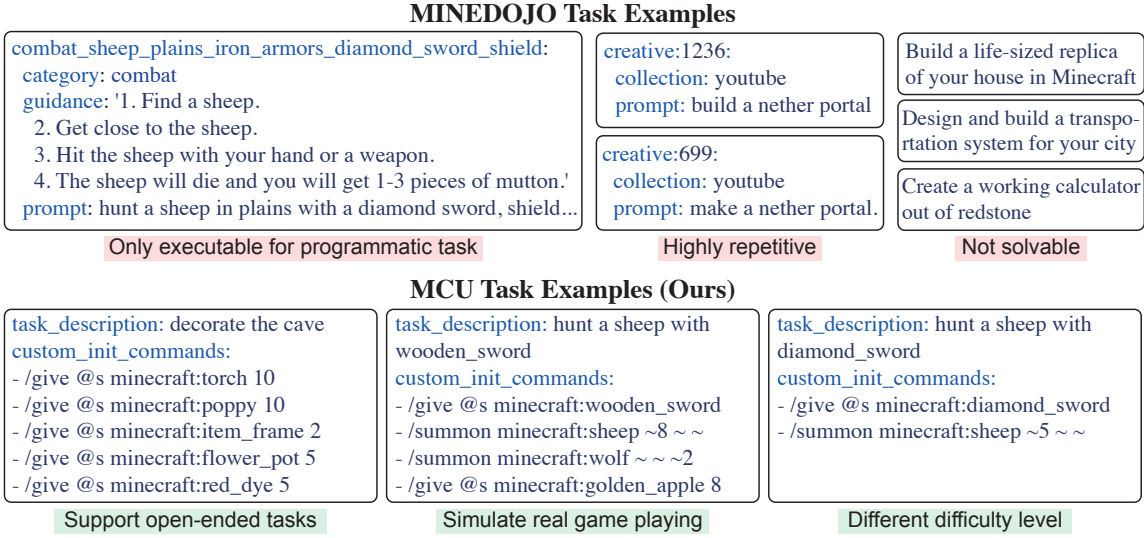 MINEDOJO Task Examples
combat_sheep_plains_iron_armors_diamond_sword_shield:
category: combat
guidance: '1. Find a sheep.
2. Get close to the sheep.
3. Hit the sheep with your hand or a weapon.
4. The sheep will die and you will get 1-3 pieces of mutton.'
prompt: hunt a sheep in plains with a diamond sword, shield...
Only executable for programmatic task
creative:1236:
collection: youtube
prompt: build a nether portal
creative:699:
collection: youtube
prompt: make a nether portal.
Highly repetitive
Build a life-sized replica
of your house in Minecraft
Design and build a transpo-
rtation system for your city
Create a working calculator
out of redstone
Not solvable
MCU Task Examples (Ours)
task_description: decorate the cave
custom_init_commands:
- /give @s minecraft:torch 10
- /give @s minecraft:poppy 10
- /give @s minecraft:item_frame 2
- /give @s minecraft:flower_pot 5
- /give @s minecraft:red_dye 5
Support open-ended tasks
task_description: hunt a sheep with
wooden_sword
custom_init_commands:
- /give @s minecraft:wooden_sword
- /summon minecraft:sheep ~8 ~ ~
- /summon minecraft:wolf ~ ~ ~2
- /give @s minecraft:golden_apple 8
Simulate real game playing
task_description: hunt a sheep with
diamond_sword
custom_init_commands:
- /give @s minecraft:diamond_sword
- /summon minecraft:sheep ~5 ~ ~
Different difficulty level